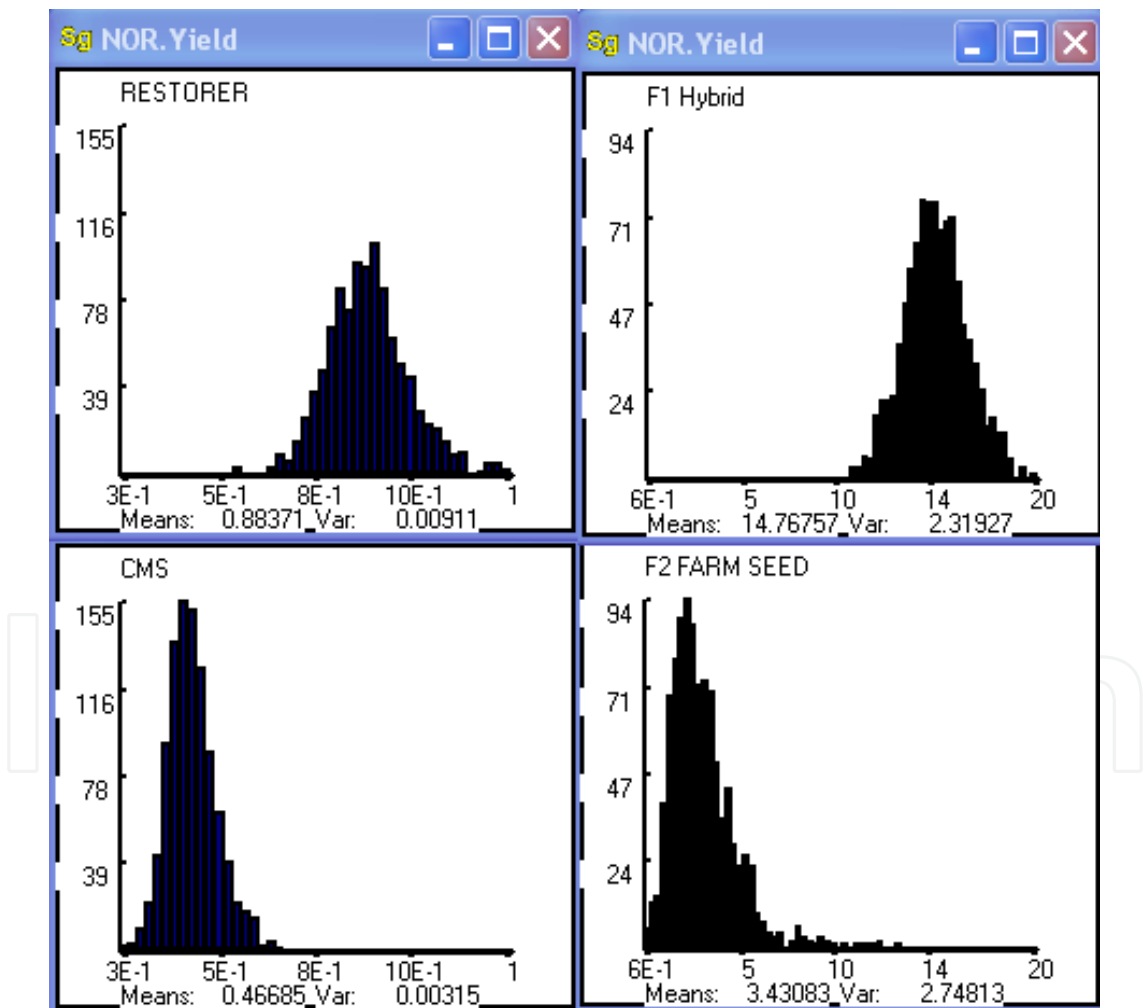 Sg NOR.Yield
RESTORER
155
116
78
39
3E-1 5E-1 8E-1 10E-1 1
Means: 0.88371 Var: 0.00911
Sg NOR.Yield
F1 Hybrid
94
71
47
24
6E-1 5 10 14 20
Means: 14.76757 Var: 2.31927
CMS
155
116
78
39
3E-1 5E-1 8E-1 10E-1 1
Means: 0.46685 Var: 0.00315
F2 FARM SEED
94
71
47
24
6E-1 5 10 14 20
Means: 3.43083 Var: 2.74813